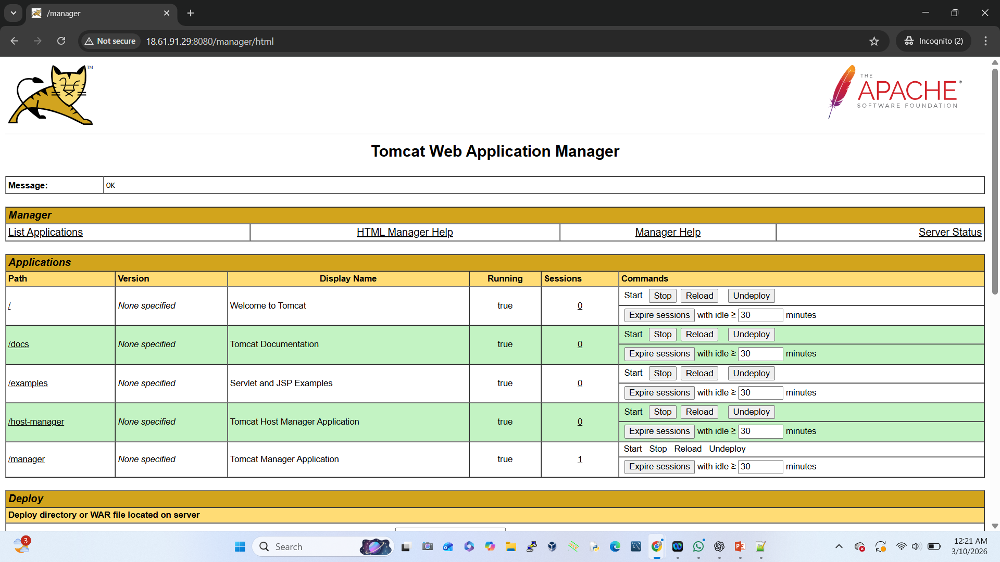 /manager
Not secure 18.61.91.29:8080/manager/html Incognito (2)
TM
THE
APACHE®
SOFTWARE FOUNDATION
Tomcat Web Application Manager
Message: OK
Manager
List Applications HTML Manager Help Manager Help Server Status
Applications
Path Version Display Name Running Sessions Commands
/ None specified Welcome to Tomcat true 0 Start Stop Reload Undeploy
Expire sessions with idle ≥ 30 minutes
/docs None specified Tomcat Documentation true 0 Start Stop Reload Undeploy
Expire sessions with idle ≥ 30 minutes
/examples None specified Servlet and JSP Examples true 0 Start Stop Reload Undeploy
Expire sessions with idle ≥ 30 minutes
/host-manager None specified Tomcat Host Manager Application true 0 Start Stop Reload Undeploy
Expire sessions with idle ≥ 30 minutes
/manager None specified Tomcat Manager Application true 1 Start Stop Reload Undeploy
Expire sessions with idle ≥ 30 minutes
Deploy
Deploy directory or WAR file located on server
3 Search 12:21 AM
3/10/2026